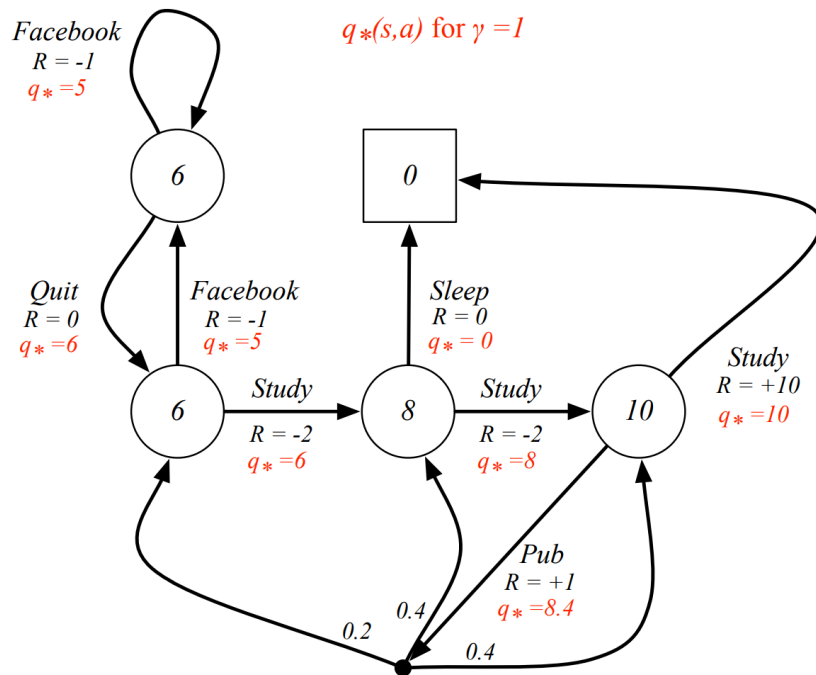 q*(s,a) for γ=1
Facebook
R = -1
q* =5
6
0
Quit
R = 0
q* =6
Facebook
R = -1
q* =5
Sleep
R = 0
q* =0
Study
R = +10
q* =10
6
Study
R = -2
q* =6
8
Study
R = -2
q* =8
10
Pub
R = +1
q* =8.4
0.2
0.4
0.4